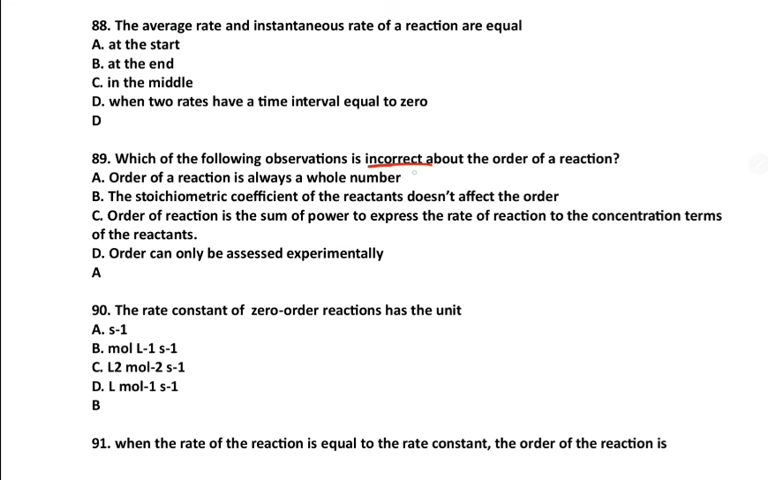 88. The average rate and instantaneous rate of a reaction are equal
A. at the start
B. at the end
C. in the middle
D. when two rates have a time interval equal to zero
D
89. Which of the following observations is incorrect about the order of a reaction?
A. Order of a reaction is always a whole number
B. The stoichiometric coefficient of the reactants doesn’t affect the order
C. Order of reaction is the sum of power to express the rate of reaction to the concentration terms
of the reactants.
D. Order can only be assessed experimentally
A
90. The rate constant of zero-order reactions has the unit
A. s-1
B. mol L-1 s-1
C. L2 mol-2 s-1
D. L mol-1 s-1
B
91. when the rate of the reaction is equal to the rate constant, the order of the reaction is